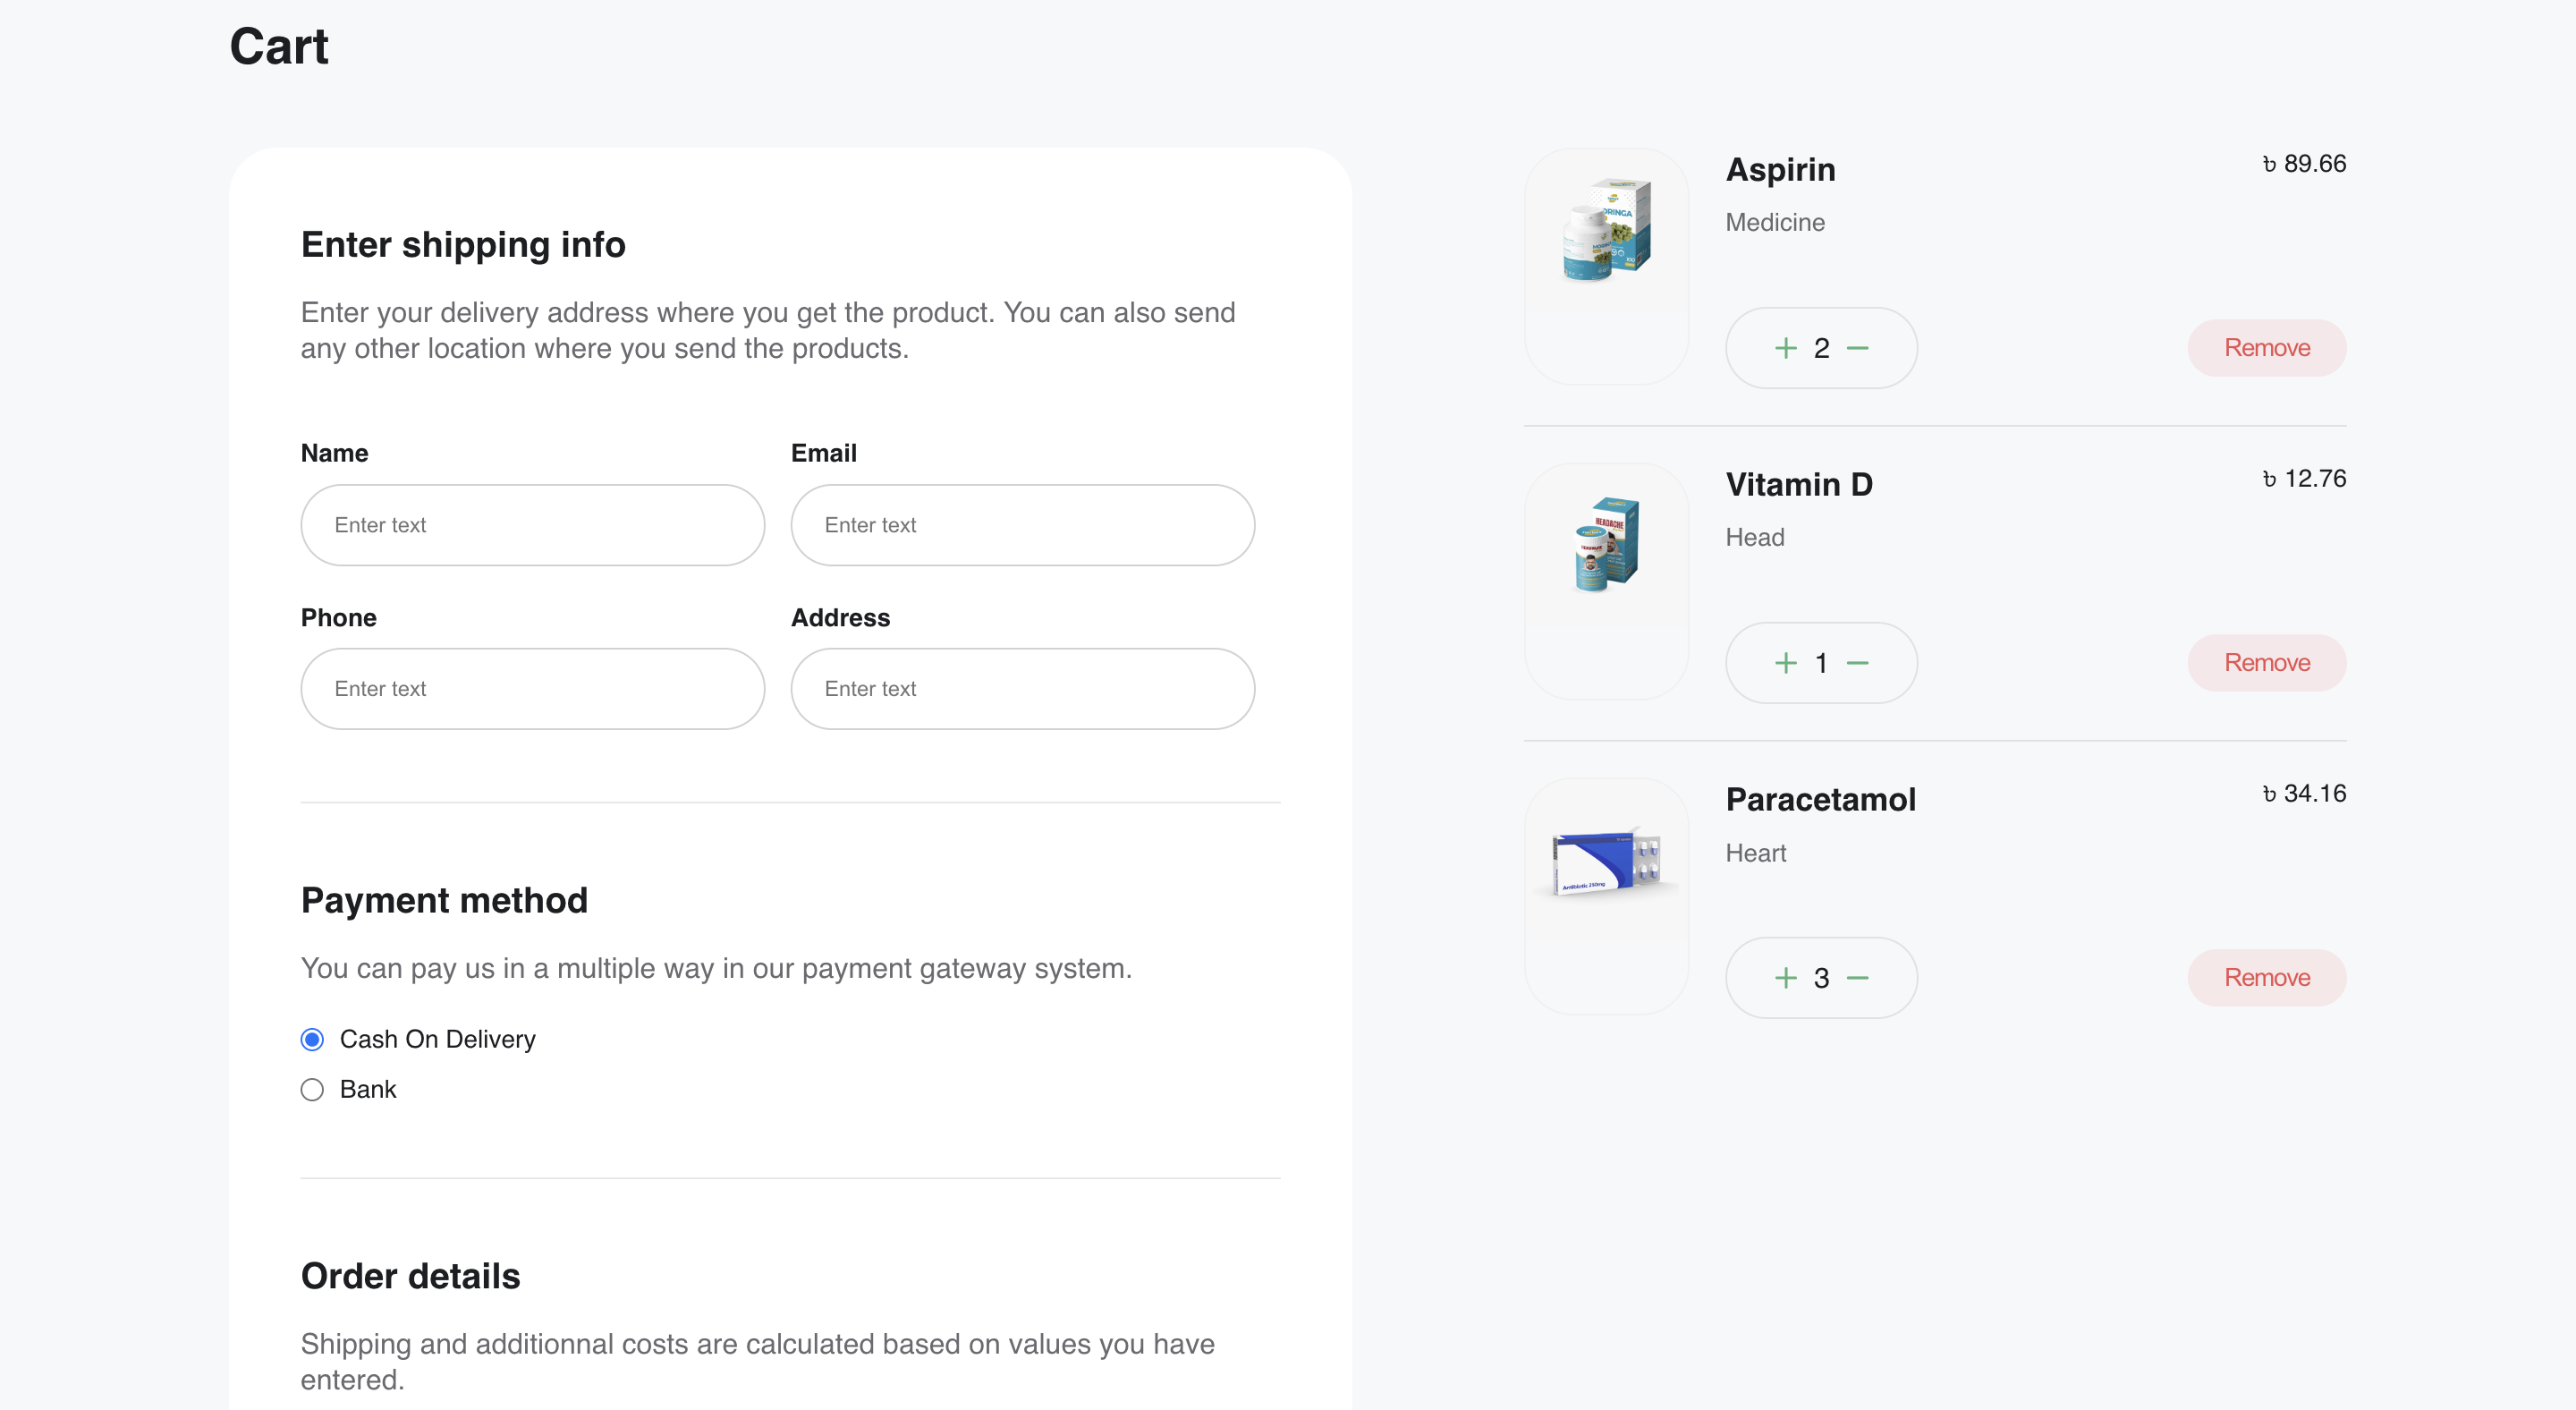 Cart
Enter shipping info
Enter your delivery address where you get the product. You can also send
any other location where you send the products.
Name
Email
Enter text
Enter text
Phone
Address
Enter text
Enter text
Payment method
You can pay us in a multiple way in our payment gateway system.
Cash On Delivery
Bank
Order details
Shipping and additionnal costs are calculated based on values you have
entered.
Aspirin
৳ 89.66
Medicine
MORINGA
+ 2 −
Remove
Vitamin D
৳ 12.76
Head
HEADACHE
+ 1 −
Remove
Paracetamol
৳ 34.16
Heart
Antibiotic 250mg
+ 3 −
Remove